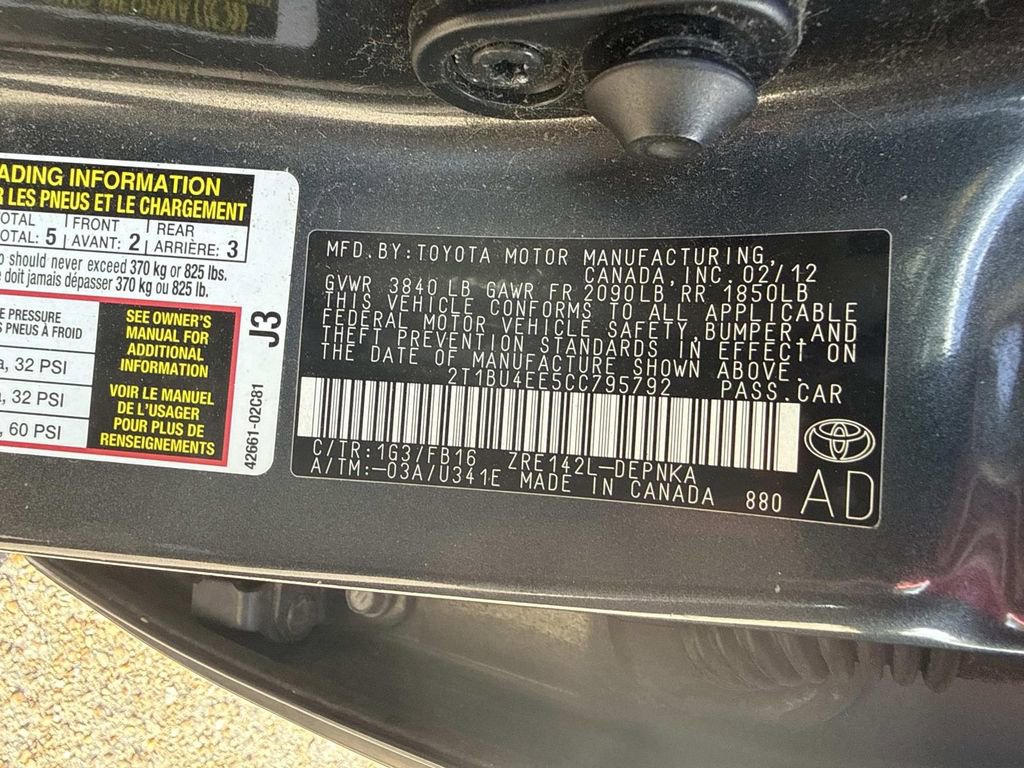 ADING INFORMATION
R LES PNEUS ET LE CHARGEMENT
TOTAL FRONT REAR
TOTAL: 5 AVANT: 2 ARRIÈRE: 3
o should never exceed 370 kg or 825 lbs.
e doit jamais dépasser 370 kg ou 825 lb.
E PRESSURE
S PNEUS À FROID
a, 32 PSI
a, 32 PSI
, 60 PSI
SEE OWNER'S
MANUAL FOR
ADDITIONAL
INFORMATION
VOIR LE MANUEL
DE L'USAGER
POUR PLUS DE
RENSEIGNEMENTS
J3
42661-02C81
MFD.BY:TOYOTA MOTOR MANUFACTURING,
CANADA,INC.02/12
GVWR 3840LB GAWR FR 2090LB RR 1850LB
THIS VEHICLE CONFORMS TO ALL APPLICABLE
FEDERAL MOTOR VEHICLE SAFETY,BUMPER,AND
THEFT PREVENTION STANDARDS IN EFFECT ON
THE DATE OF MANUFACTURE SHOWN ABOVE.
2T1BU4EE5CC795792 PASS.CAR
C/TR:1G3/FB16 ZRE142L-DEPNKA
A/TM:-03A/U341E MADE IN CANADA 880
AD